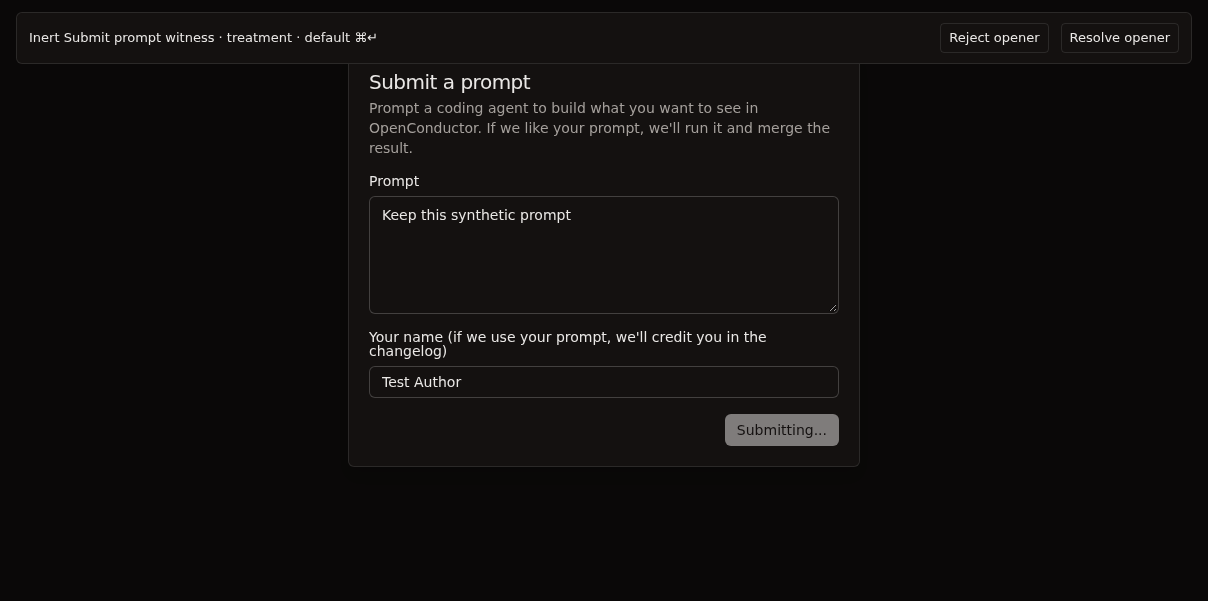 Inert Submit prompt witness · treatment · default ⌘↵
Reject opener
Resolve opener
Submit a prompt
Prompt a coding agent to build what you want to see in
OpenConductor. If we like your prompt, we'll run it and merge the
result.
Prompt
Keep this synthetic prompt
Your name (if we use your prompt, we'll credit you in the
changelog)
Test Author
Submitting...